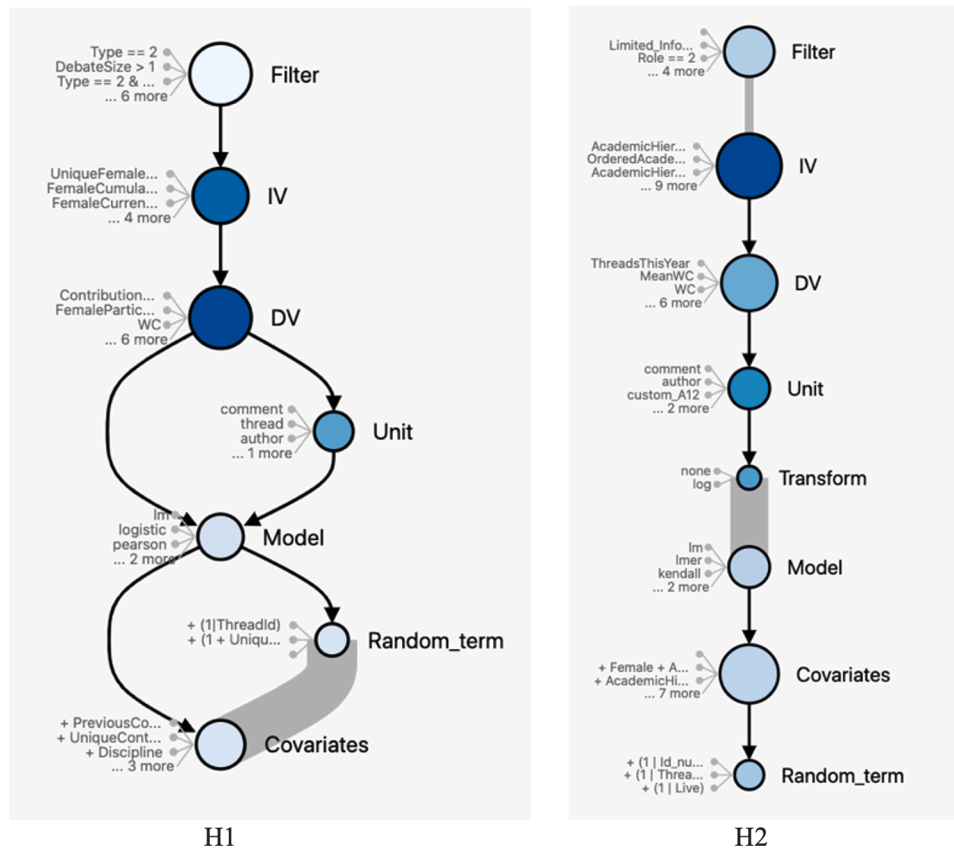 Type == 2
DebateSize > 1
Type == 2 & ...
... 6 more
Filter
UniqueFemale...
FemaleCumula...
FemaleCurren...
... 4 more
IV
Contribution...
FemalePartic...
WC
... 6 more
DV
comment
thread
author
... 1 more
Unit
lm
logistic
pearson
... 2 more
Model
+ (1|ThreadId)
+ (1 + Uniqu...
Random_term
+ PreviousCo...
+ UniqueCont...
+ Discipline
... 3 more
Covariates
H1
Limited_Info...
Role == 2
... 4 more
Filter
AcademicHier...
OrderedAcade...
AcademicHier...
... 9 more
IV
ThreadsThisYear
MeanWC
WC
... 6 more
DV
comment
author
custom_A12
... 2 more
Unit
none
log
Transform
lm
lmer
kendall
... 2 more
Model
+ Female + A...
+ AcademicHi...
... 7 more
Covariates
+ (1 | Id_nu...
+ (1 | Threa...
+ (1 | Live)
Random_term
H2